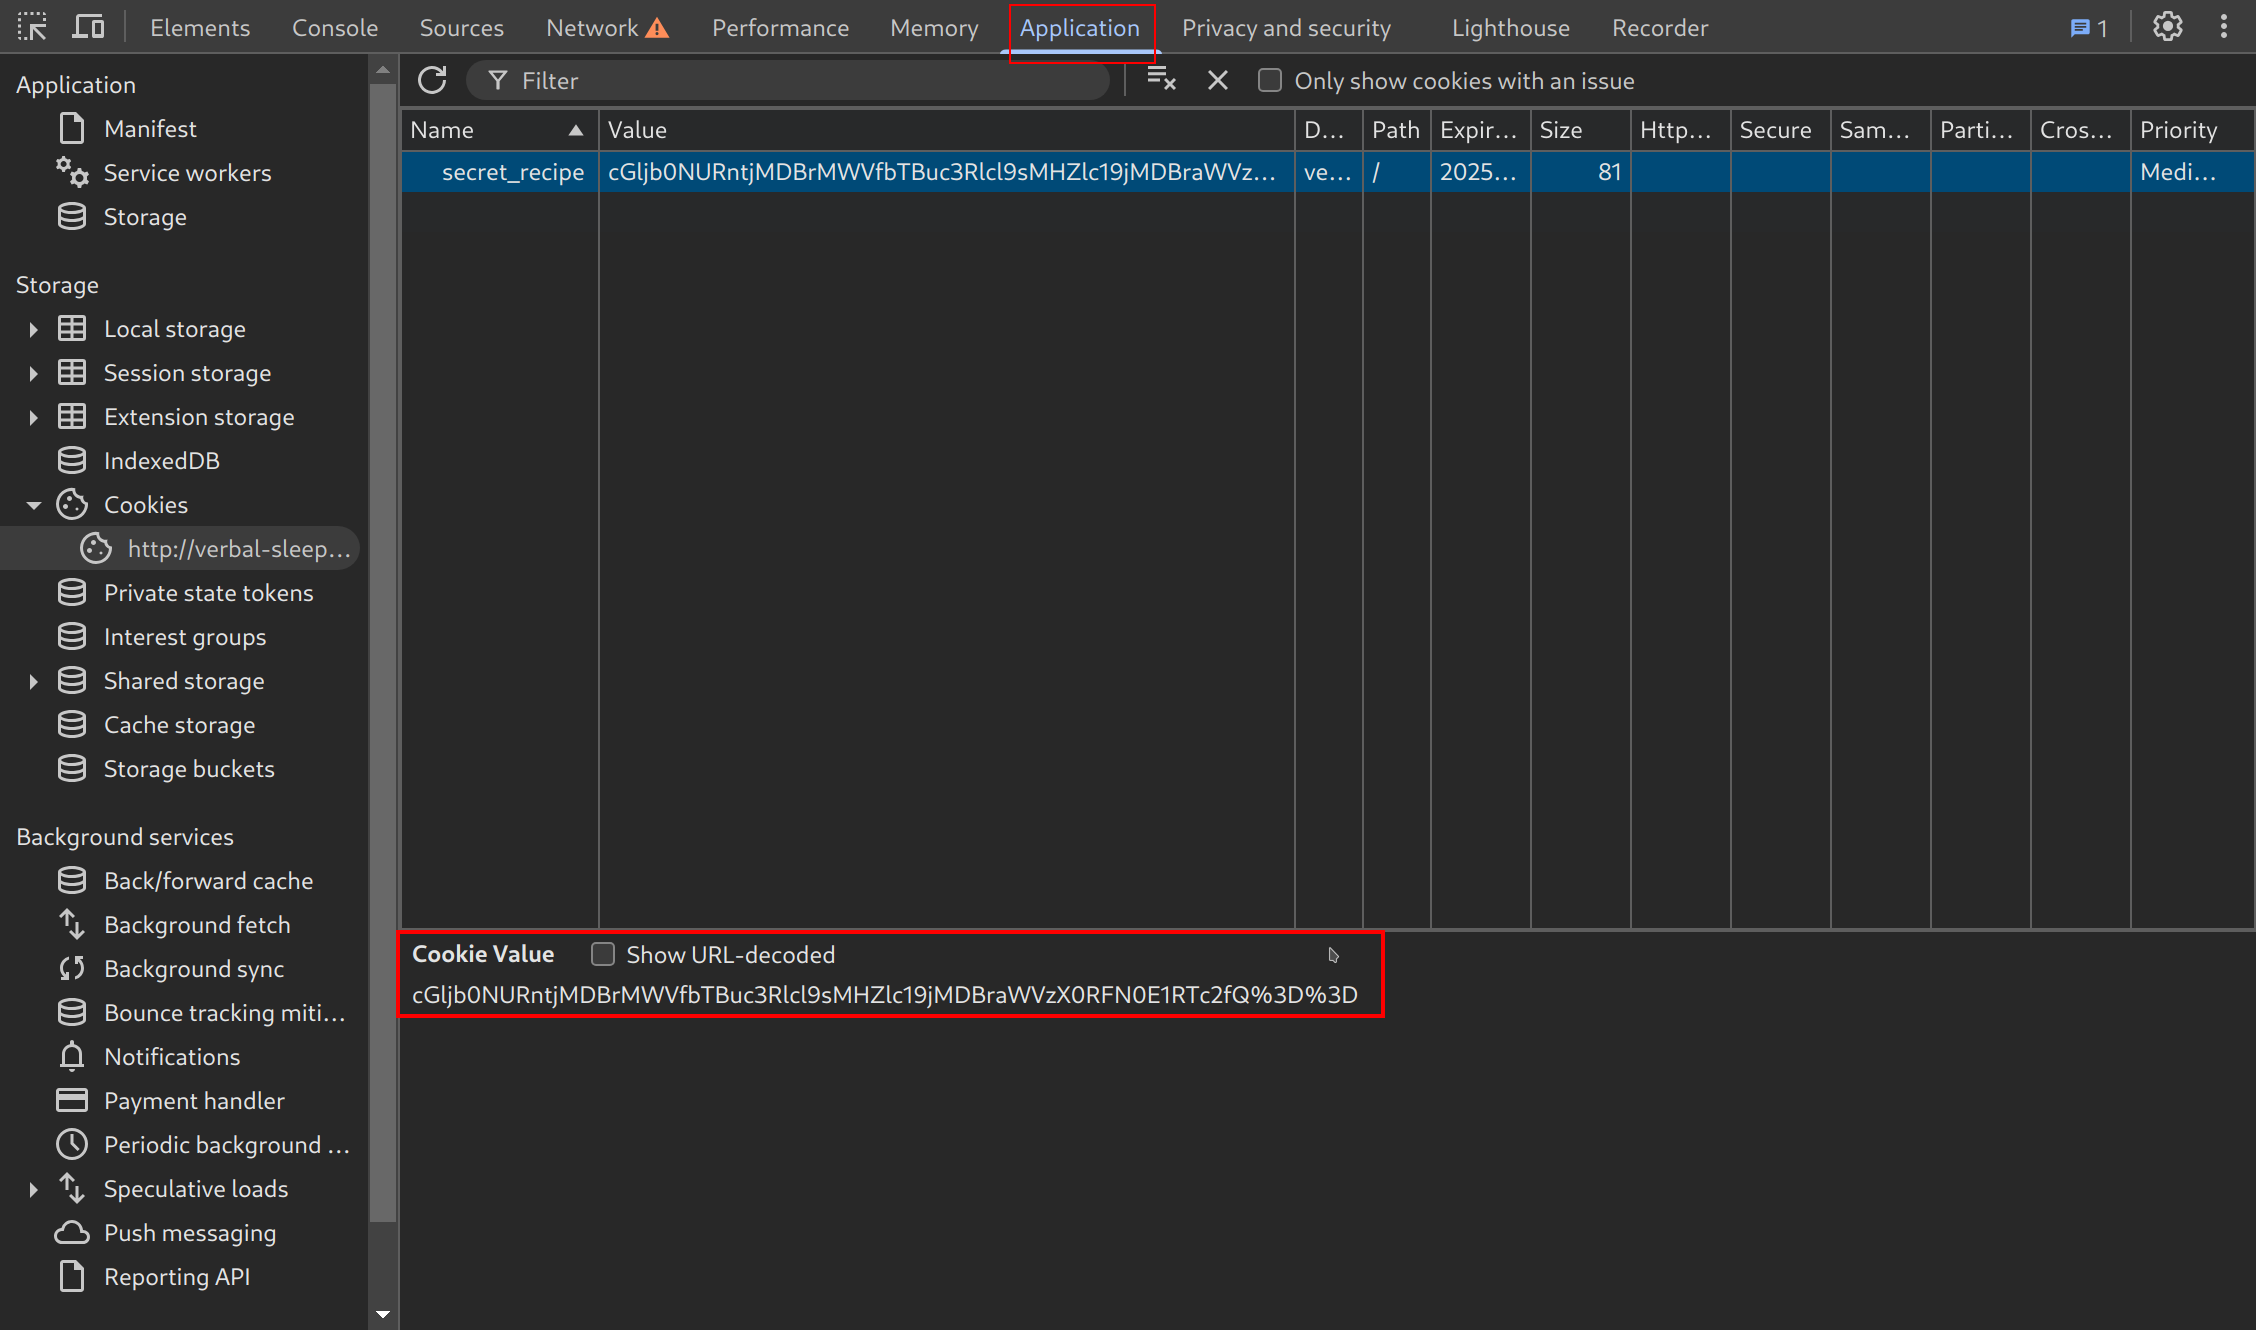 Elements Console Sources Network Performance Memory Application Privacy and security Lighthouse Recorder 1
Application
Manifest
Service workers
Storage
Storage
Local storage
Session storage
Extension storage
IndexedDB
Cookies
http://verbal-sleep...
Private state tokens
Interest groups
Shared storage
Cache storage
Storage buckets
Background services
Back/forward cache
Background fetch
Background sync
Bounce tracking miti...
Notifications
Payment handler
Periodic background ...
Speculative loads
Push messaging
Reporting API
Filter Only show cookies with an issue
Name Value D... Path Expir... Size Http... Secure Sam... Parti... Cros... Priority
secret_recipe cGljb0NURntjMDBrMWVfbTBuc3Rlcl9sMHZlc19jMDBraWVz... ve... / 2025... 81 Medi...
Cookie Value Show URL-decoded
cGljb0NURntjMDBrMWVfbTBuc3Rlcl9sMHZlc19jMDBraWVzX0RFN0E1RTc2fQ%3D%3D